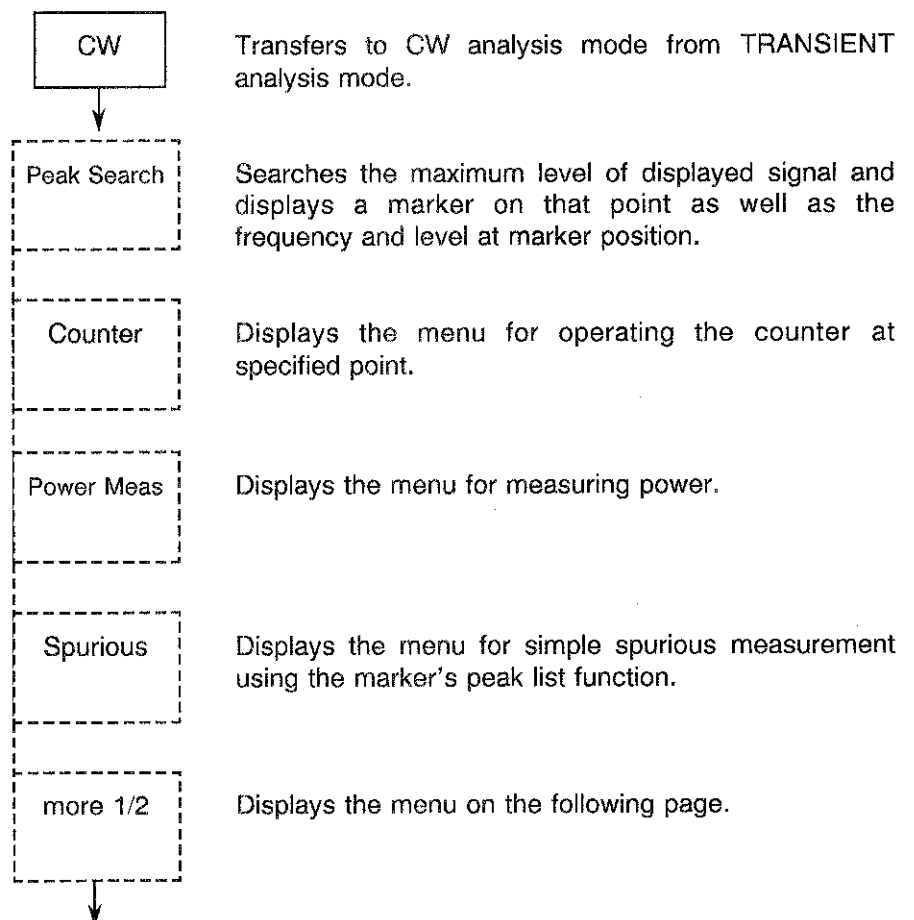 CW
Transfers to CW analysis mode from TRANSIENT
analysis mode.
Peak Search
Searches the maximum level of displayed signal and
displays a marker on that point as well as the
frequency and level at marker position.
Counter
Displays the menu for operating the counter at
specified point.
Power Meas
Displays the menu for measuring power.
Spurious
Displays the menu for simple spurious measurement
using the marker's peak list function.
more 1/2
Displays the menu on the following page.